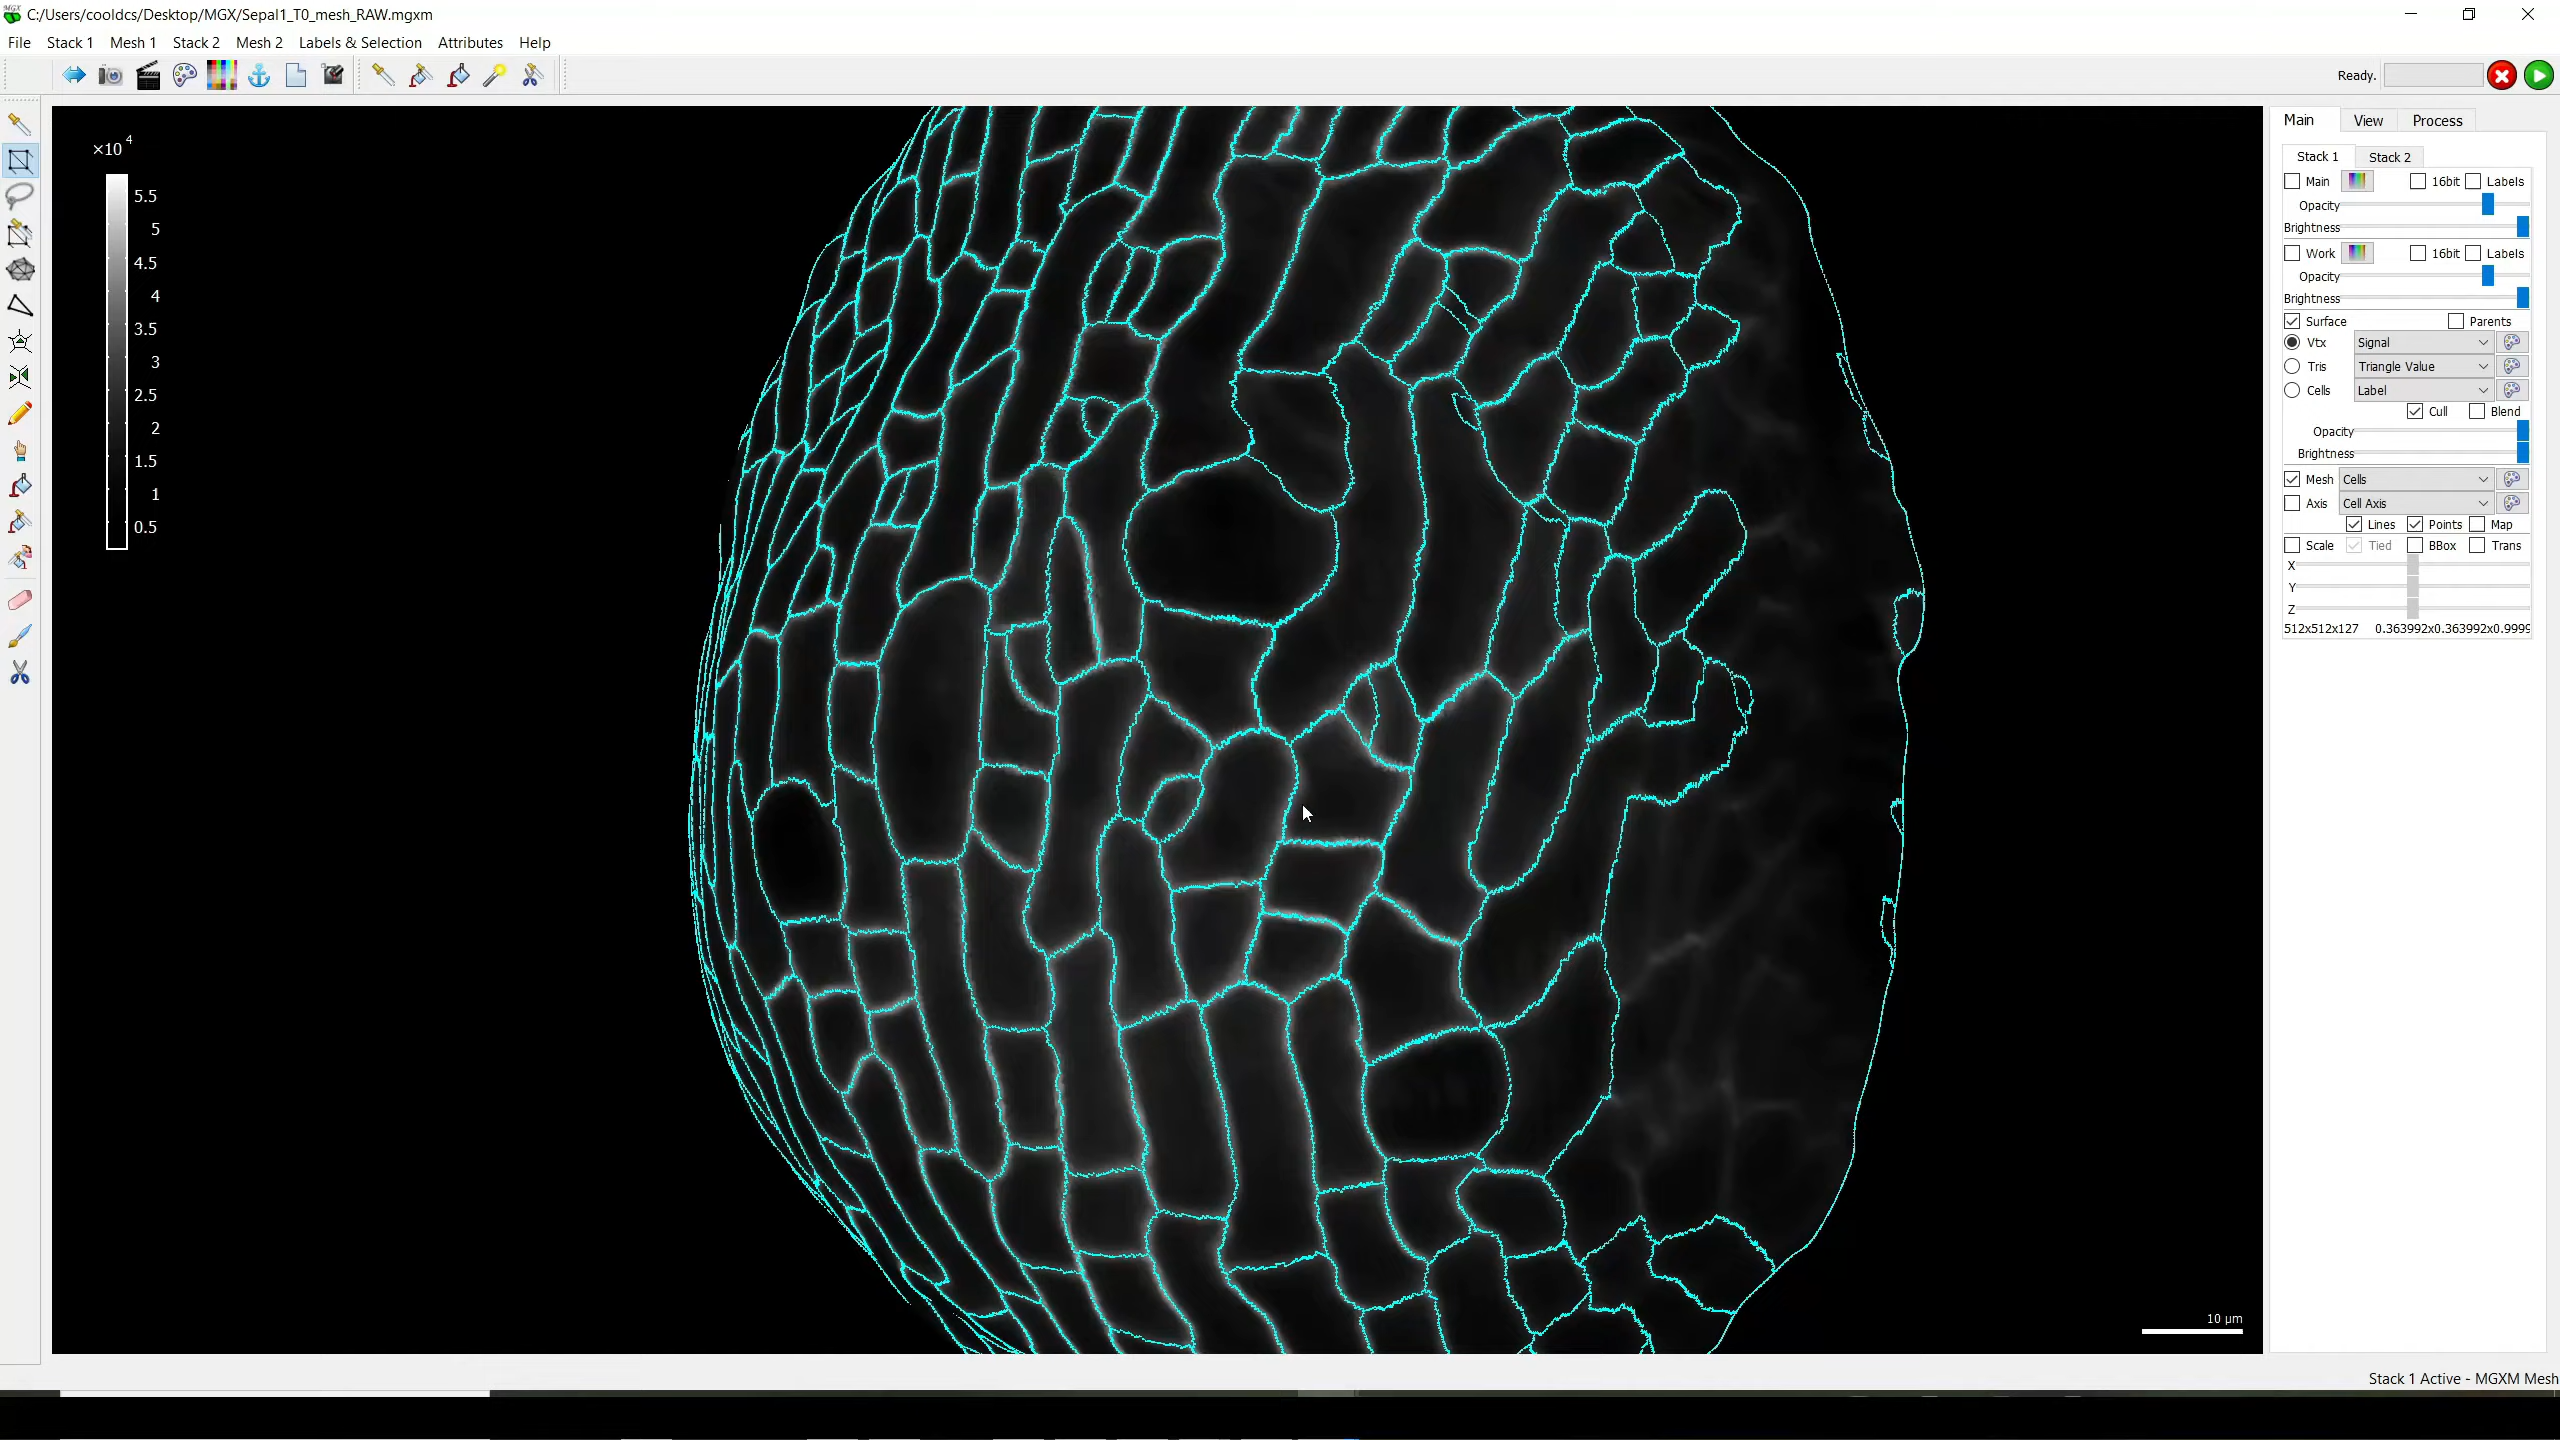 C:/Users/cooldcs/Desktop/MGX/Sepal1_T0_mesh_RAW.mgxm
File Stack 1 Mesh 1 Stack 2 Mesh 2 Labels & Selection Attributes Help
Ready.
×10 4
5.5
5
4.5
4
3.5
3
2.5
2
1.5
1
0.5
10 µm
Main View Process
Stack 1 Stack 2
Main 16bit Labels
Opacity
Brightness
Work 16bit Labels
Opacity
Brightness
Surface Parents
Vtx Signal
Tris Triangle Value
Cells Label
Cull Blend
Opacity
Brightness
Mesh Cells
Axis Cell Axis
Lines Points Map
Scale Tied BBox Trans
X
Y
Z
512x512x127 0.363992x0.363992x0.9999
Stack 1 Active - MGXM Mesh